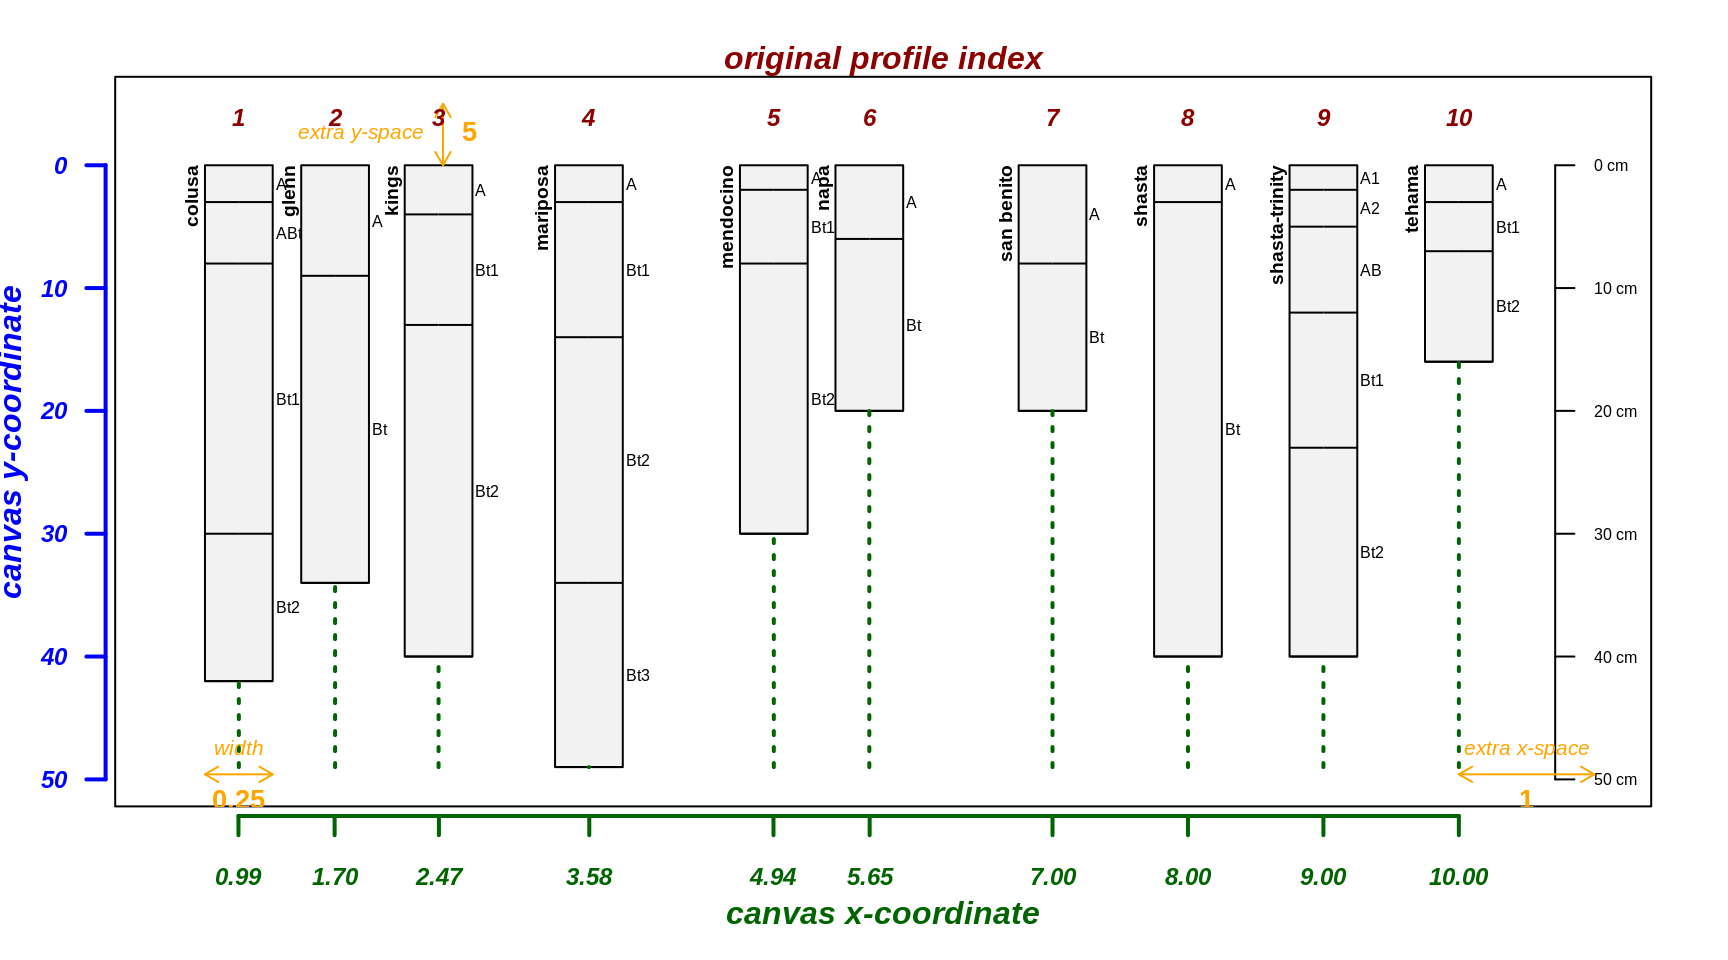 original profile index
1 2 3 4 5 6 7 8 9 10
extra y-space 5
canvas y-coordinate
0
10
20
30
40
50
colusa
A
ABt
Bt1
Bt2
glenn
A
Bt
kings
A
Bt1
Bt2
mariposa
A
Bt1
Bt2
Bt3
mendocino
A
Bt1
Bt2
napa
A
Bt
san benito
A
Bt
shasta
A
Bt
shasta-trinity
A1
A2
AB
Bt1
Bt2
tehama
A
Bt1
Bt2
0 cm
10 cm
20 cm
30 cm
40 cm
50 cm
width
0.25
extra x-space
1
0.99 1.70 2.47 3.58 4.94 5.65 7.00 8.00 9.00 10.00
canvas x-coordinate